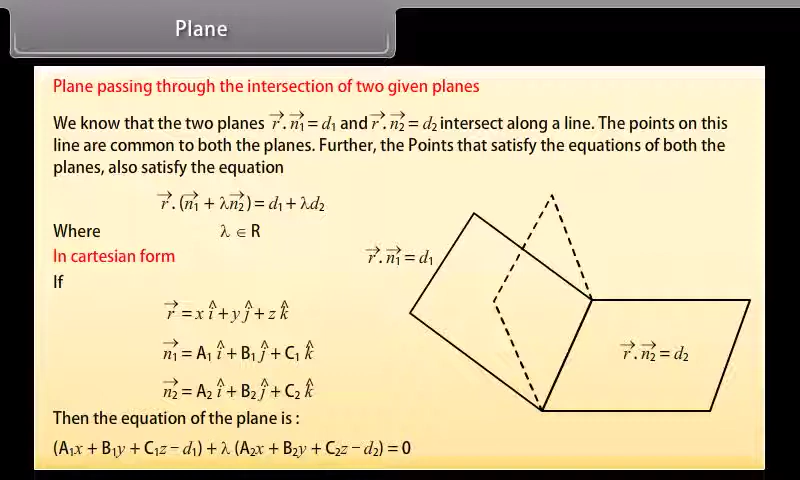 Plane
Plane passing through the intersection of two given planes
We know that the two planes r⃗ . n⃗₁ = d₁ and r⃗ . n⃗₂ = d₂ intersect along a line. The points on this
line are common to both the planes. Further, the Points that satisfy the equations of both the
planes, also satisfy the equation
r⃗ . (n⃗₁ + λn⃗₂) = d₁ + λd₂
Where λ ∈ R
In cartesian form
r⃗ . n⃗₁ = d₁
If
r⃗ = x î + y ĵ + z k̂
n⃗₁ = A₁ î + B₁ ĵ + C₁ k̂
r⃗ . n⃗₂ = d₂
n⃗₂ = A₂ î + B₂ ĵ + C₂ k̂
Then the equation of the plane is :
(A₁x + B₁y + C₁z – d₁) + λ (A₂x + B₂y + C₂z – d₂) = 0